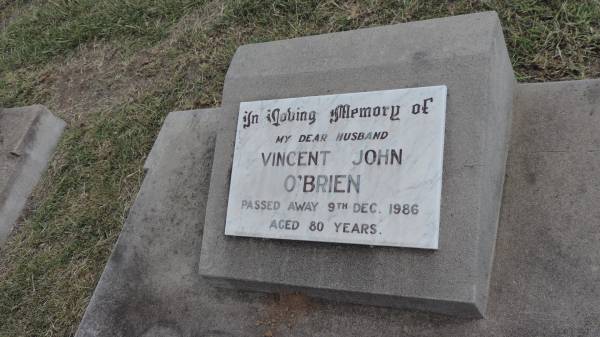 In Loving Memory of
MY DEAR HUSBAND
VINCENT JOHN
O'BRIEN
PASSED AWAY 9TH DEC. 1986
AGED 80 YEARS.